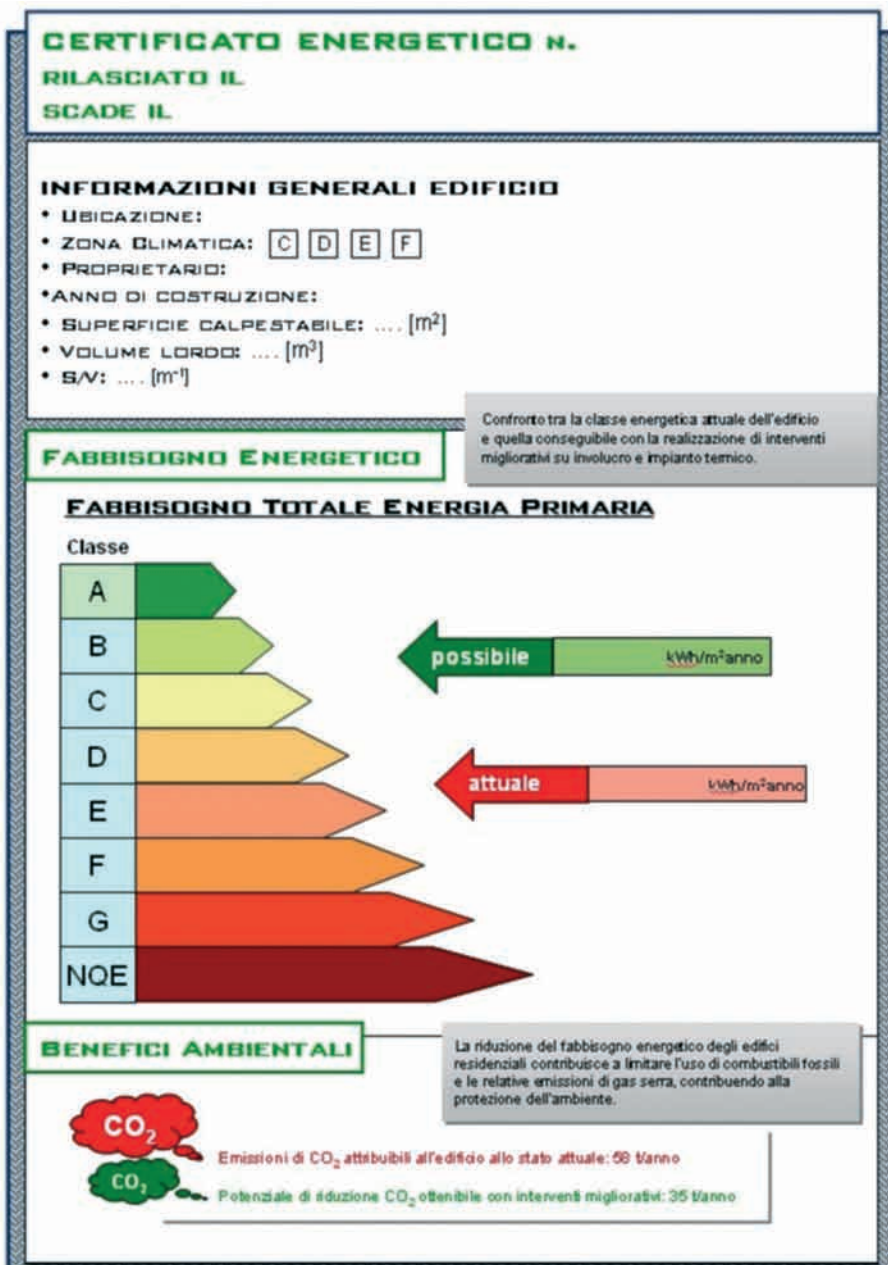 CERTIFICATO ENERGETICO N.
RILASCIATO IL
SCADE IL
INFORMAZIONI GENERALI EDIFICIO
• UBICAZIONE:
• ZONA CLIMATICA: C D E F
• PROPRIETARIO:
•ANNO DI COSTRUZIONE:
• SUPERFICIE CALPESTABILE: .... [m²]
• VOLUME LORDO: .... [m³]
• S/V: .... [m⁻¹]
Confronto tra la classe energetica attuale dell'edificio
e quella conseguibile con la realizzazione di interventi
migliorativi su involucro e impianto termico.
FABBISOGNO ENERGETICO
FABBISOGNO TOTALE ENERGIA PRIMARIA
Classe
A
B
possibile kWh/m²anno
C
D
attuale kWh/m²anno
E
F
G
NQE
BENEFICI AMBIENTALI
La riduzione del fabbisogno energetico degli edifici
residenziali contribuisce a limitare l'uso di combustibili fossili
e le relative emissioni di gas serra, contribuendo alla
protezione dell'ambiente.
CO₂
Emissioni di CO₂ attribuibili all'edificio allo stato attuale: 58 t/anno
CO₂
Potenziale di riduzione CO₂ ottenibile con interventi migliorativi: 35 t/anno